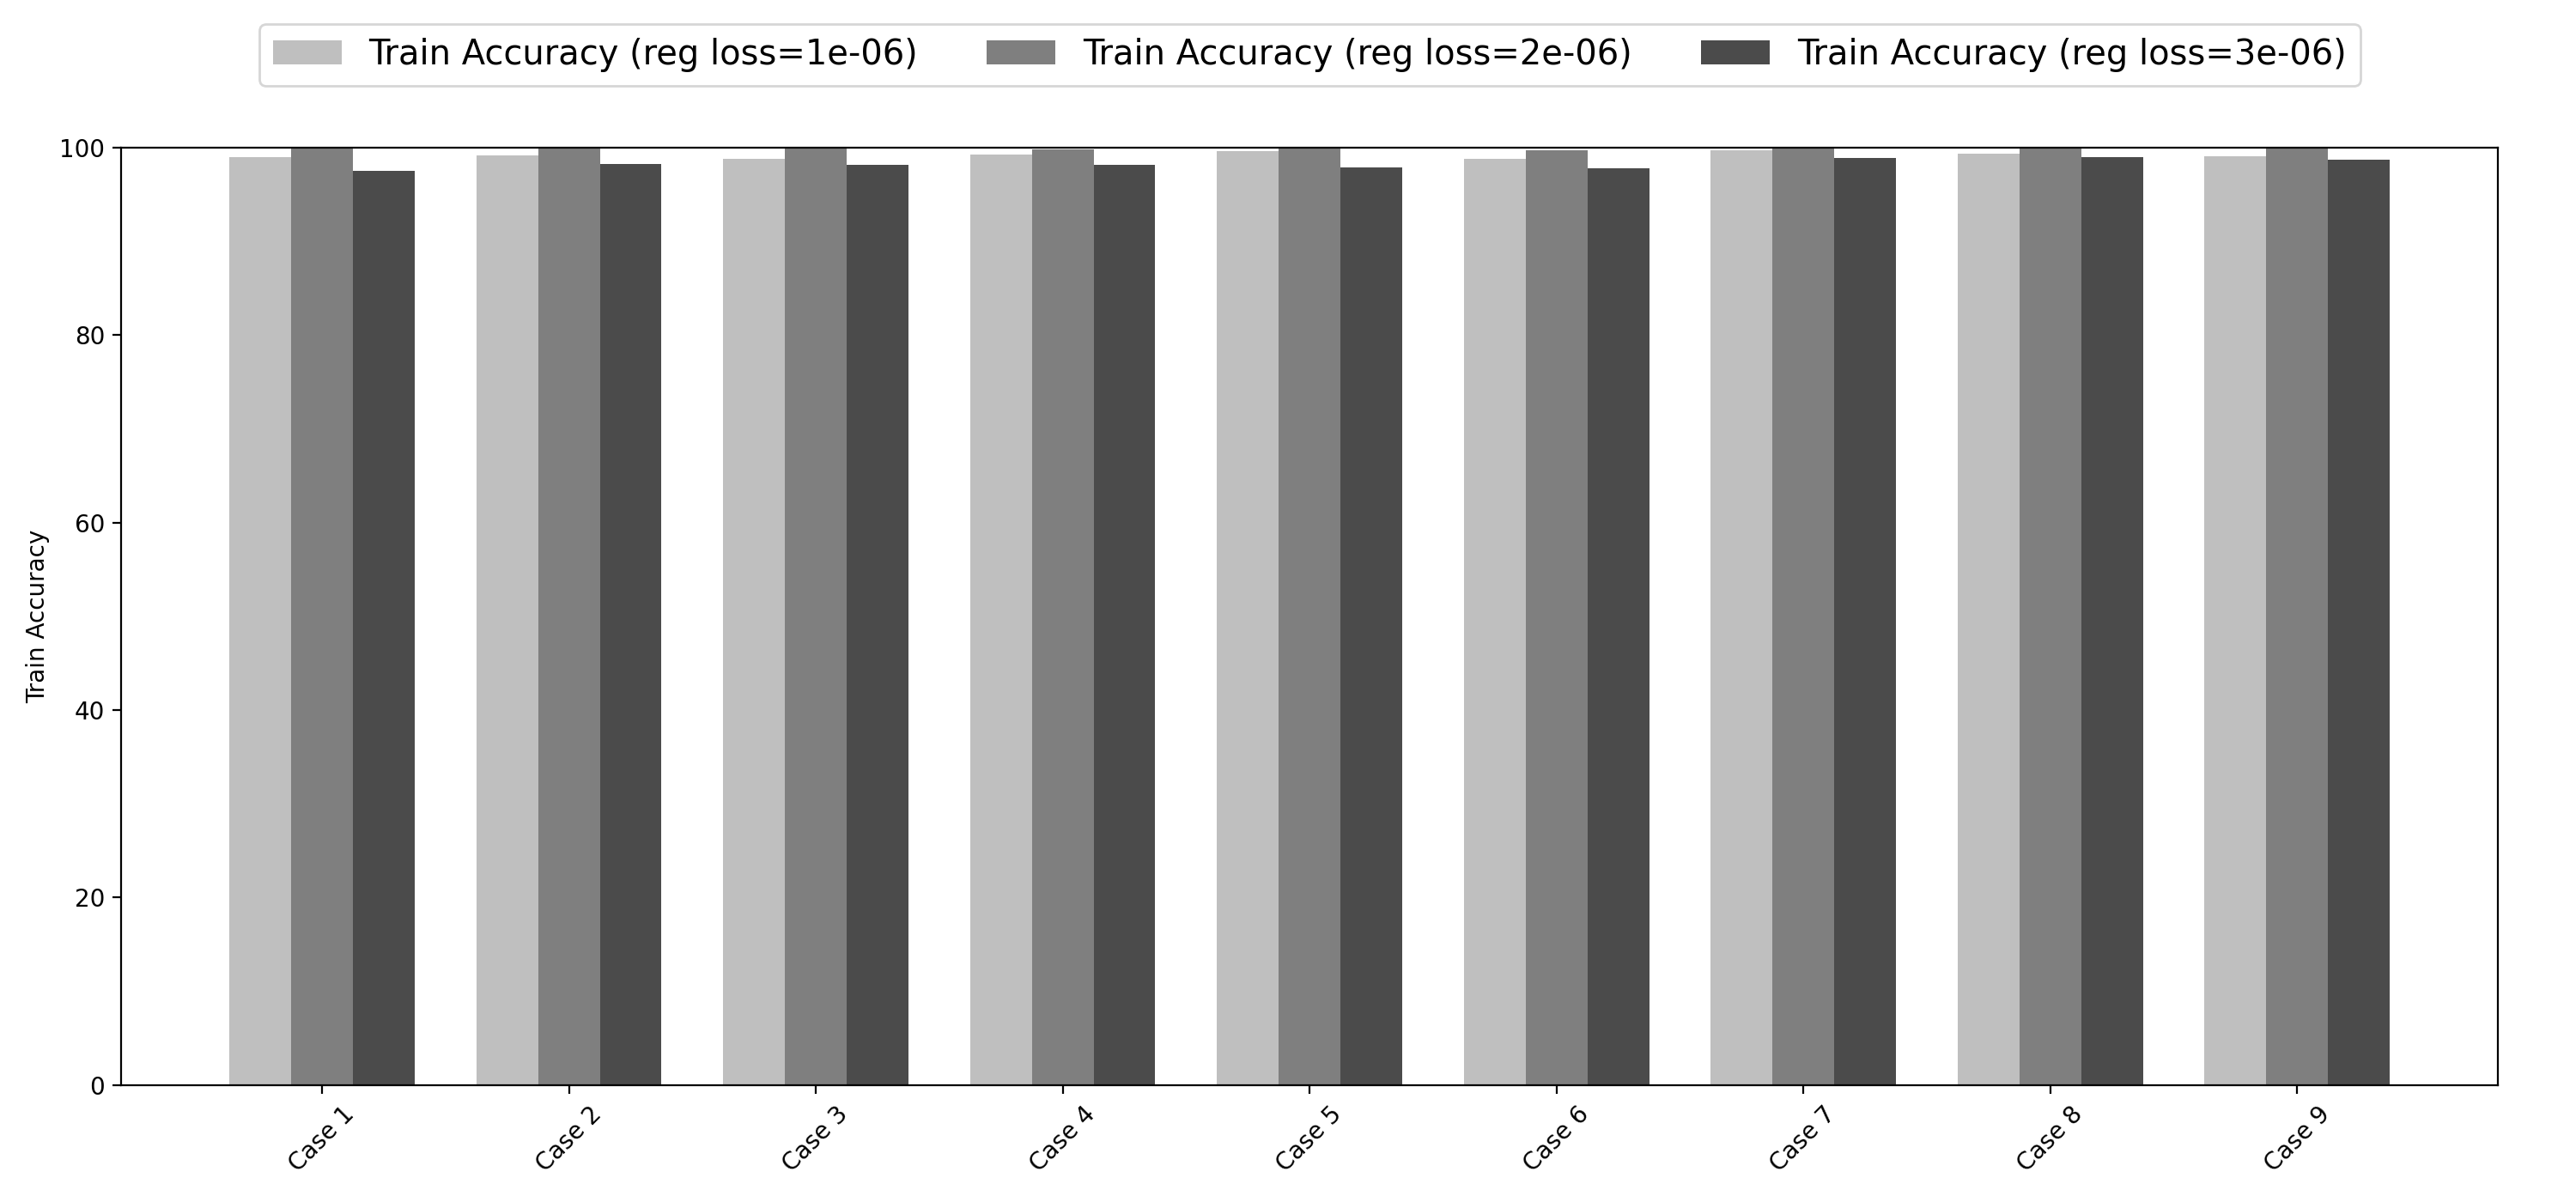 Train Accuracy (reg loss=1e-06) Train Accuracy (reg loss=2e-06) Train Accuracy (reg loss=3e-06)
100
80
60
40
20
0
Train Accuracy
Case 1 Case 2 Case 3 Case 4 Case 5 Case 6 Case 7 Case 8 Case 9